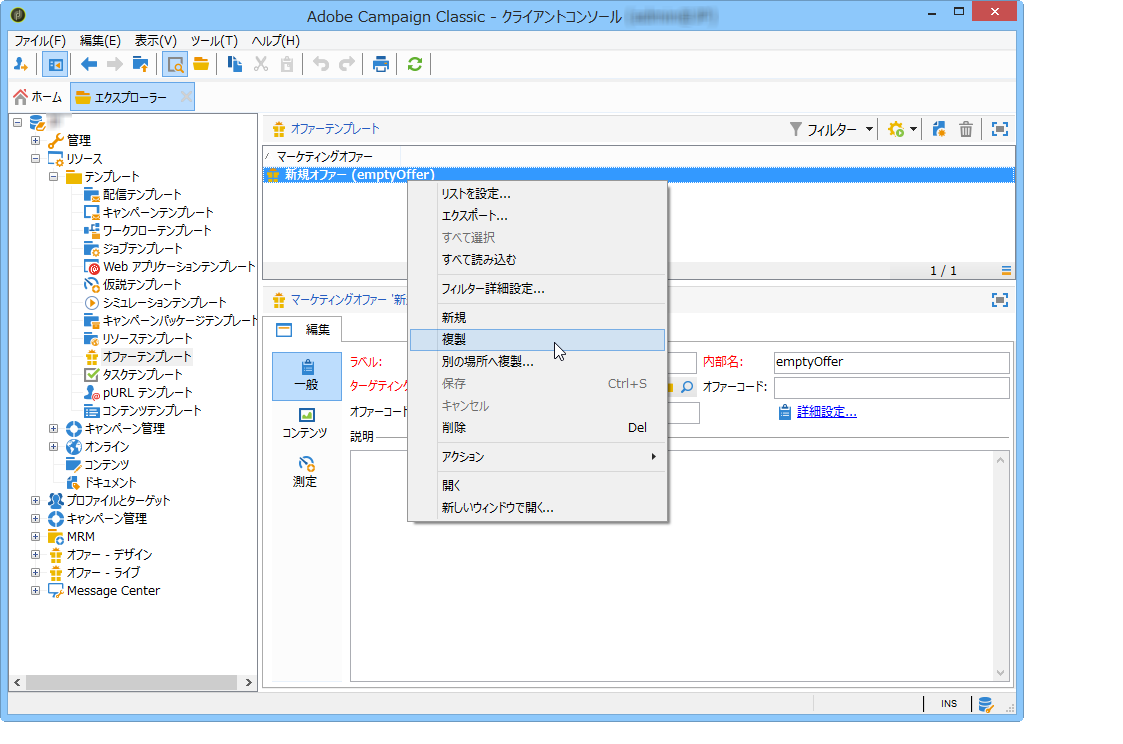 Adobe Campaign Classic - クライアントコンソール
ファイル(F) 編集(E) 表示(V) ツール(T) ヘルプ(H)
ホーム エクスプローラー
管理
リソース
テンプレート
配信テンプレート
キャンペーンテンプレート
ワークフローテンプレート
ジョブテンプレート
Web アプリケーションテンプレート
仮説テンプレート
シミュレーションテンプレート
キャンペーンパッケージテンプレート
リソーステンプレート
オファーテンプレート
タスクテンプレート
pURL テンプレート
コンテンツテンプレート
キャンペーン管理
オンライン
コンテンツ
ドキュメント
プロファイルとターゲット
キャンペーン管理
MRM
オファー - デザイン
オファー - ライブ
Message Center
オファーテンプレート フィルター
マーケティングオファー
新規オファー (emptyOffer)
1 / 1
マーケティングオファー '新
編集
一般
コンテンツ
測定
ラベル: 内部名: emptyOffer
ターゲティング オファーコード:
オファーコード 詳細設定...
説明
リストを設定...
エクスポート...
すべて選択
すべて読み込む
フィルター詳細設定...
新規
複製
別の場所へ複製...
保存 Ctrl+S
キャンセル
削除 Del
アクション
開く
新しいウィンドウで開く...
INS